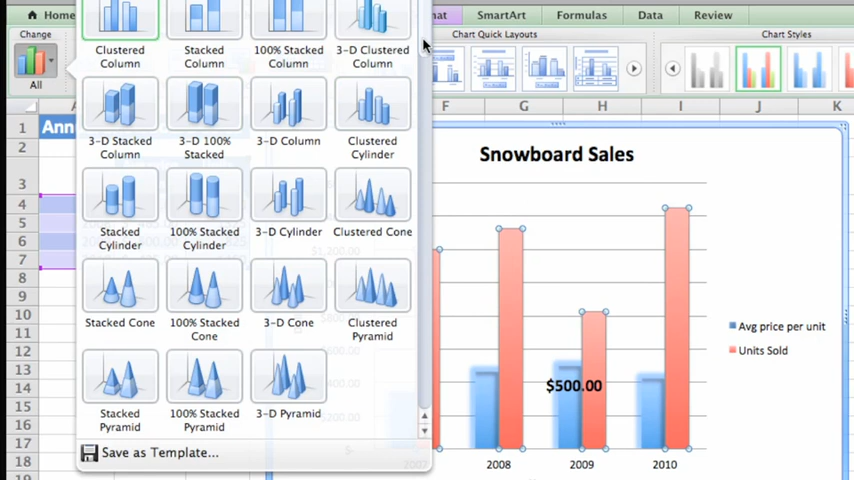 Home
mat
SmartArt
Formulas
Data
Review
Change
Chart Quick Layouts
Chart Styles
All
Clustered
Column
Stacked
Column
100% Stacked
Column
3-D Clustered
Column
F G H I J K
1 Ann
2
3
4
5
6
7
8
9
10
11
12
13
14
15
16
17
18
19
3-D Stacked
Column
3-D 100%
Stacked
3-D Column
Clustered
Cylinder
Stacked
Cylinder
100% Stacked
Cylinder
3-D Cylinder
Clustered Cone
Stacked Cone
100% Stacked
Cone
3-D Cone
Clustered
Pyramid
Stacked
Pyramid
100% Stacked
Pyramid
3-D Pyramid
Save as Template...
Snowboard Sales
$500.00
Avg price per unit
Units Sold
2007 2008 2009 2010